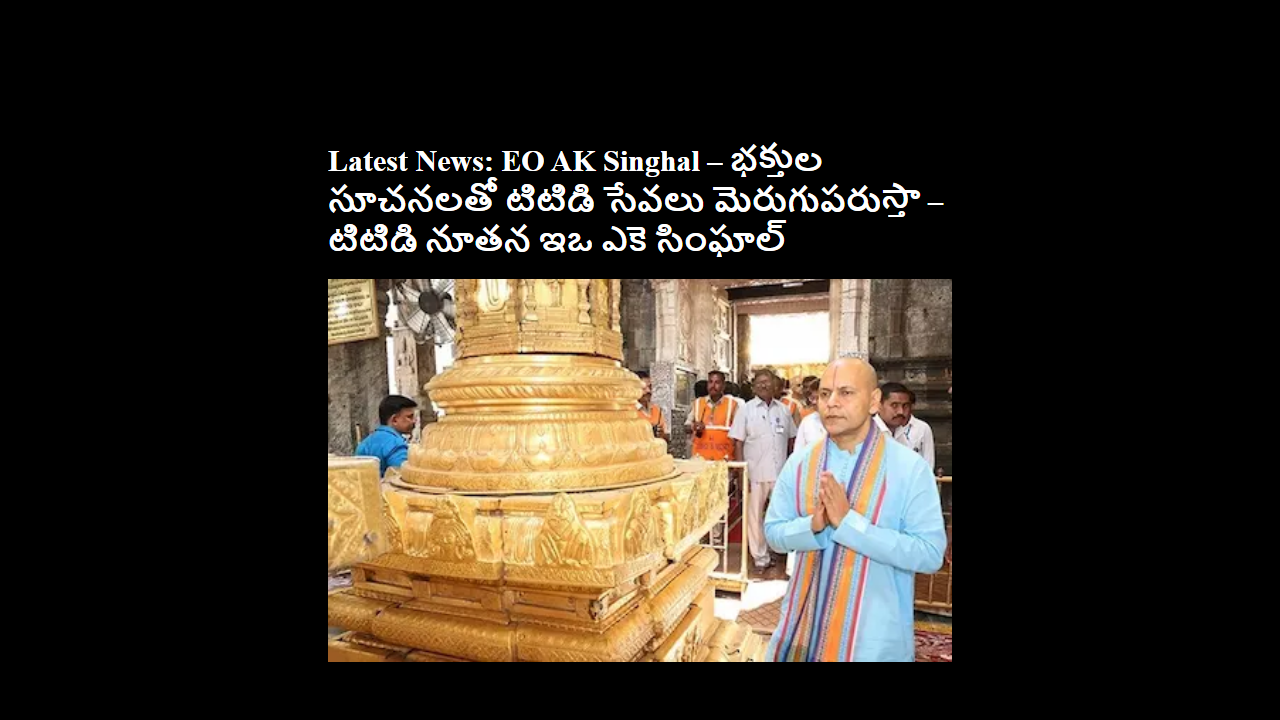 Latest News: EO AK Singhal – భక్తుల
సూచనలతో టిటిడి సేవలు మెరుగుపరుస్తా –
టిటిడి నూతన ఇఒ ఎకె సింఘాల్